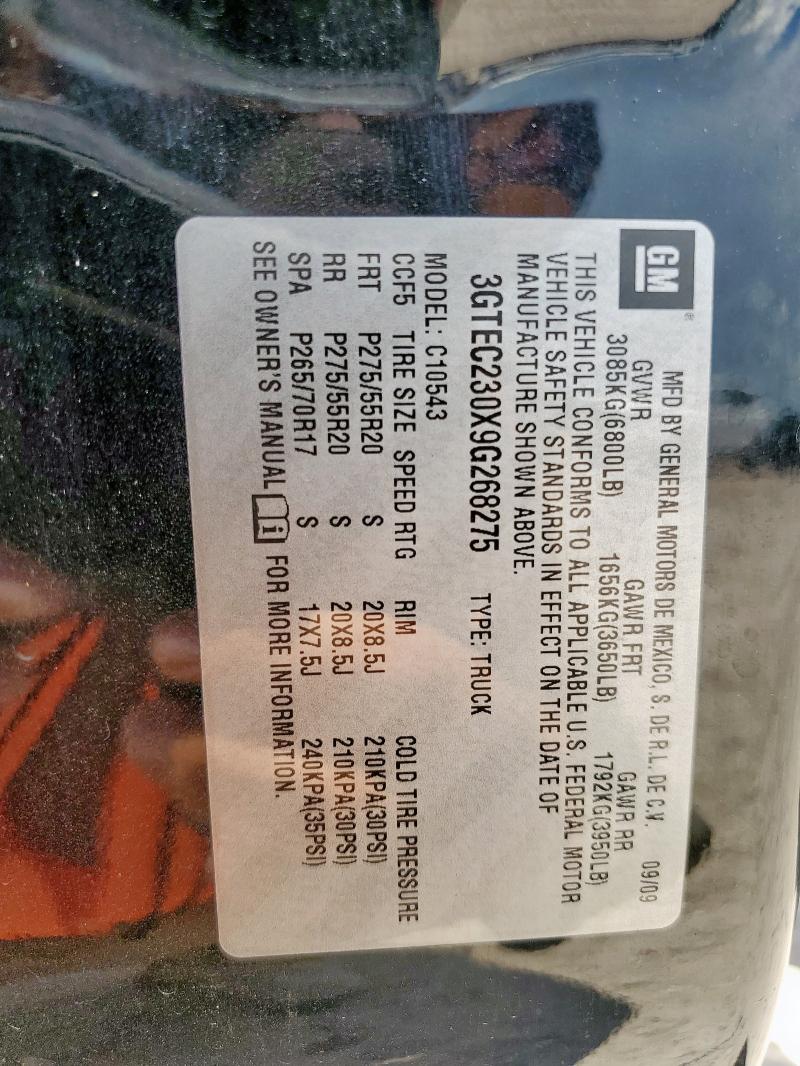 GM®
MFD BY GENERAL MOTORS DE MEXICO, S. DE R.L. DE C.V. 09/09
GVWR GAWR FRT GAWR RR
3085KG(6800LB) 1656KG(3650LB) 1792KG(3950LB)
THIS VEHICLE CONFORMS TO ALL APPLICABLE U.S. FEDERAL MOTOR
VEHICLE SAFETY STANDARDS IN EFFECT ON THE DATE OF
MANUFACTURE SHOWN ABOVE.
3GTEC230X9G268275 TYPE: TRUCK
MODEL: C10543
CCF5 TIRE SIZE SPEED RTG RIM COLD TIRE PRESSURE
FRT P275/55R20 S 20X8.5J 210KPA(30PSI)
RR P275/55R20 S 20X8.5J 210KPA(30PSI)
SPA P265/70R17 S 17X7.5J 240KPA(35PSI)
SEE OWNER'S MANUAL i FOR MORE INFORMATION.